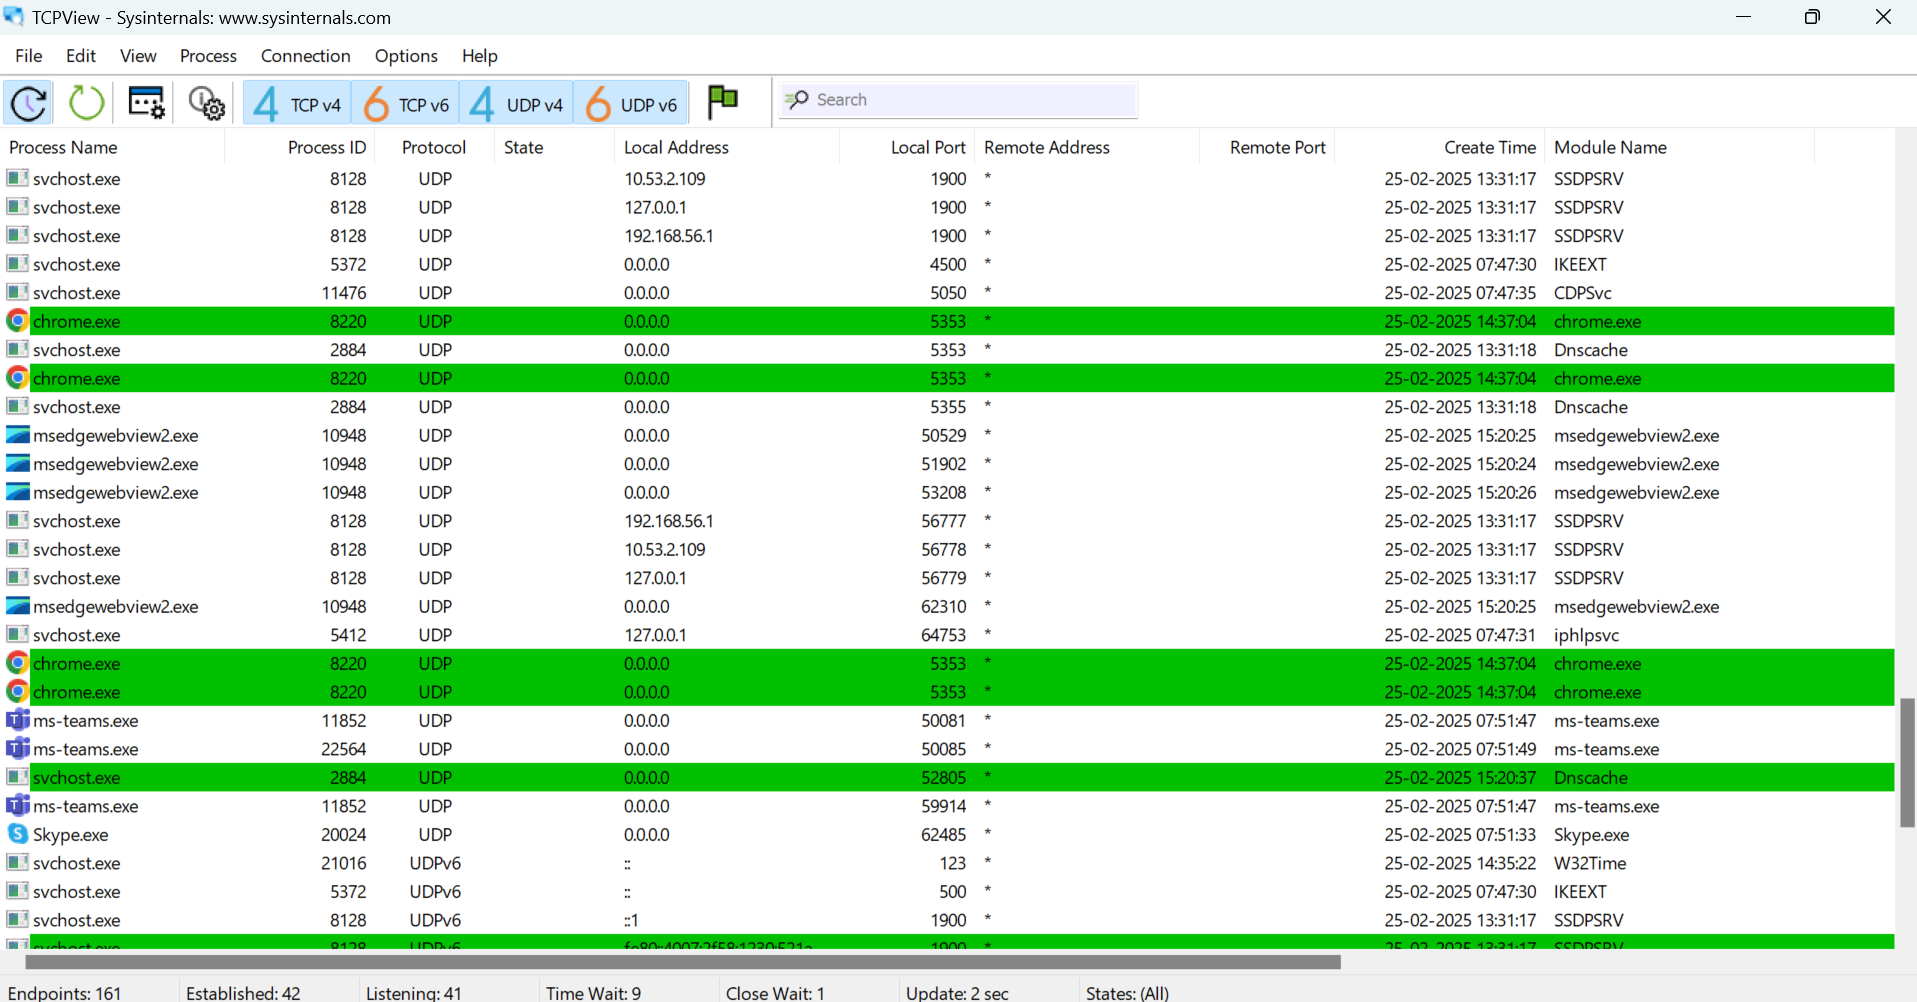 TCPView - Sysinternals: www.sysinternals.com
File Edit View Process Connection Options Help
4 TCP v4 6 TCP v6 4 UDP v4 6 UDP v6 Search
Process Name Process ID Protocol State Local Address Local Port Remote Address Remote Port Create Time Module Name
svchost.exe 8128 UDP 10.53.2.109 1900 * 25-02-2025 13:31:17 SSDPSRV
svchost.exe 8128 UDP 127.0.0.1 1900 * 25-02-2025 13:31:17 SSDPSRV
svchost.exe 8128 UDP 192.168.56.1 1900 * 25-02-2025 13:31:17 SSDPSRV
svchost.exe 5372 UDP 0.0.0.0 4500 * 25-02-2025 07:47:30 IKEEXT
svchost.exe 11476 UDP 0.0.0.0 5050 * 25-02-2025 07:47:35 CDPSvc
chrome.exe 8220 UDP 0.0.0.0 5353 * 25-02-2025 14:37:04 chrome.exe
svchost.exe 2884 UDP 0.0.0.0 5353 * 25-02-2025 13:31:18 Dnscache
chrome.exe 8220 UDP 0.0.0.0 5353 * 25-02-2025 14:37:04 chrome.exe
svchost.exe 2884 UDP 0.0.0.0 5355 * 25-02-2025 13:31:18 Dnscache
msedgewebview2.exe 10948 UDP 0.0.0.0 50529 * 25-02-2025 15:20:25 msedgewebview2.exe
msedgewebview2.exe 10948 UDP 0.0.0.0 51902 * 25-02-2025 15:20:24 msedgewebview2.exe
msedgewebview2.exe 10948 UDP 0.0.0.0 53208 * 25-02-2025 15:20:26 msedgewebview2.exe
svchost.exe 8128 UDP 192.168.56.1 56777 * 25-02-2025 13:31:17 SSDPSRV
svchost.exe 8128 UDP 10.53.2.109 56778 * 25-02-2025 13:31:17 SSDPSRV
svchost.exe 8128 UDP 127.0.0.1 56779 * 25-02-2025 13:31:17 SSDPSRV
msedgewebview2.exe 10948 UDP 0.0.0.0 62310 * 25-02-2025 15:20:25 msedgewebview2.exe
svchost.exe 5412 UDP 127.0.0.1 64753 * 25-02-2025 07:47:31 iphlpsvc
chrome.exe 8220 UDP 0.0.0.0 5353 * 25-02-2025 14:37:04 chrome.exe
chrome.exe 8220 UDP 0.0.0.0 5353 * 25-02-2025 14:37:04 chrome.exe
ms-teams.exe 11852 UDP 0.0.0.0 50081 * 25-02-2025 07:51:47 ms-teams.exe
ms-teams.exe 22564 UDP 0.0.0.0 50085 * 25-02-2025 07:51:49 ms-teams.exe
svchost.exe 2884 UDP 0.0.0.0 52805 * 25-02-2025 15:20:37 Dnscache
ms-teams.exe 11852 UDP 0.0.0.0 59914 * 25-02-2025 07:51:47 ms-teams.exe
Skype.exe 20024 UDP 0.0.0.0 62485 * 25-02-2025 07:51:33 Skype.exe
svchost.exe 21016 UDPv6 :: 123 * 25-02-2025 14:35:22 W32Time
svchost.exe 5372 UDPv6 :: 500 * 25-02-2025 07:47:30 IKEEXT
svchost.exe 8128 UDPv6 ::1 1900 * 25-02-2025 13:31:17 SSDPSRV
svchost.exe 8128 UDPv6 1900 * 25-02-2025 13:31:17 SSDPSRV
Endpoints: 161 Established: 42 Listening: 41 Time Wait: 9 Close Wait: 1 Update: 2 sec States: (All)